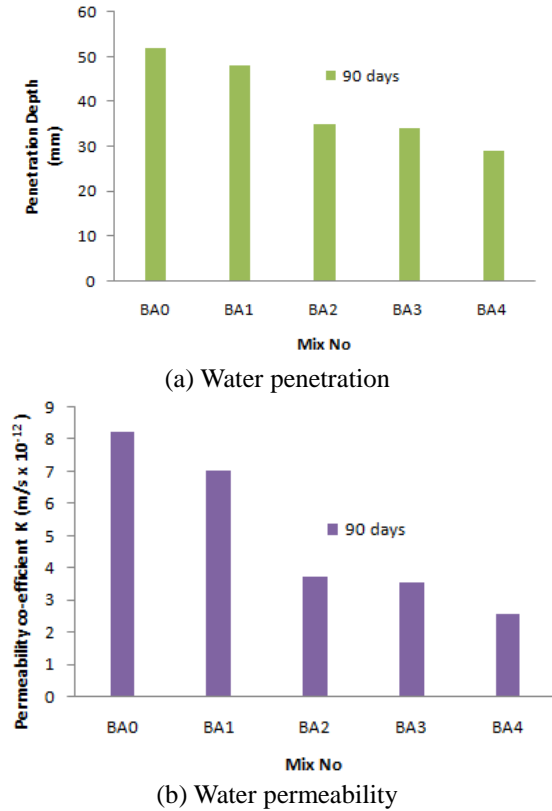 60
50
40
30
20
10
0
Penetration Depth
(mm)
90 days
BA0 BA1 BA2 BA3 BA4
Mix No
(a) Water penetration
9
8
7
6
5
4
3
2
1
0
Permeability co-efficient K (m/s x 10⁻¹²)
90 days
BA0 BA1 BA2 BA3 BA4
Mix No
(b) Water permeability